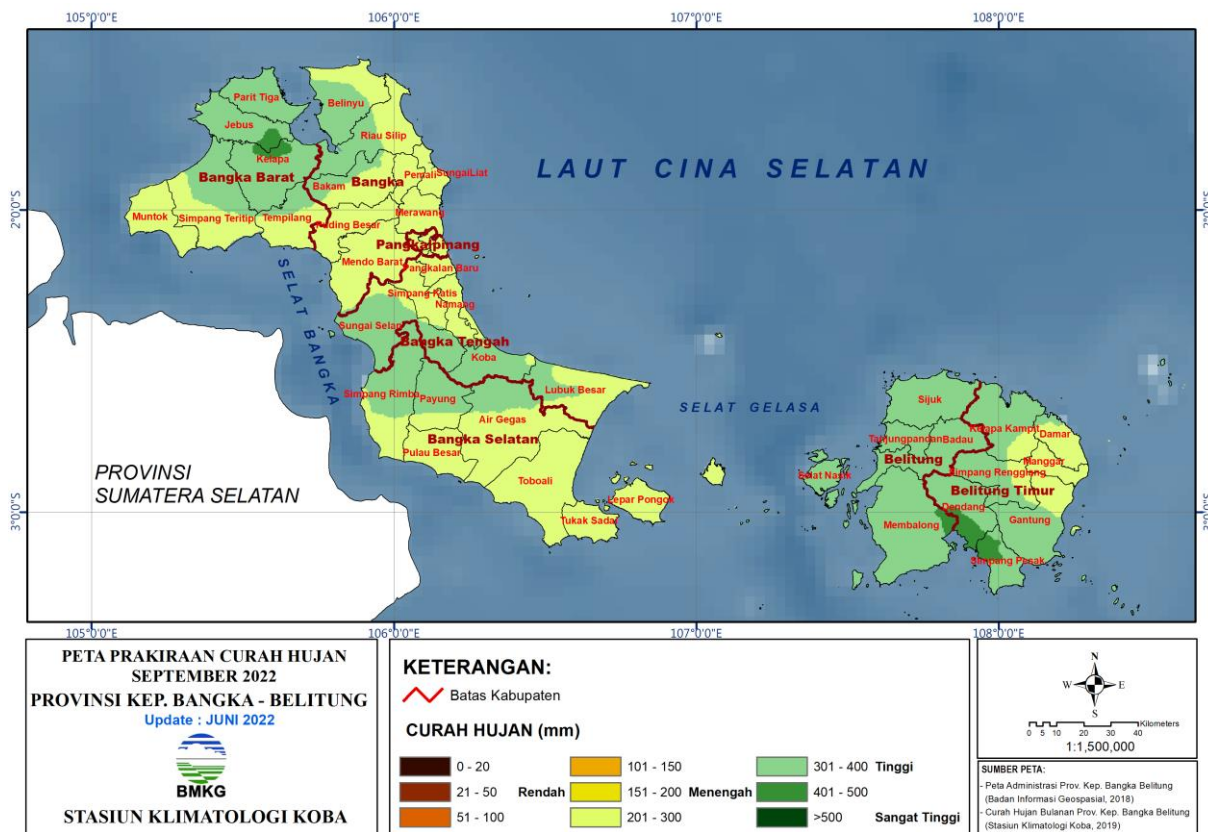 105°0'0"E 106°0'0"E 107°0'0"E 108°0'0"E
2°0'0"S 2°0'0"S
3°0'0"S 3°0'0"S
Parit Tiga
Jebus
Kelapa
Bangka Barat
Muntok
Simpang Teritip
Tempilang
Belinyu
Riau Silip
Bakam
Bangka
Pemali
SungaiLiat
Merawang
Puding Besar
Pangkalpinang
Mendo Barat
Pangkalan Baru
Simpang Katis
Namang
Sungai Selan
Bangka Tengah
Koba
Lubuk Besar
Simpang Rimba
Payung
Air Gegas
Bangka Selatan
Pulau Besar
Toboali
Tukak Sadai
Lepar Pongok
LAUT CINA SELATAN
SELAT BANGKA
SELAT GELASA
PROVINSI
SUMATERA SELATAN
Sijuk
Tanjungpandan
Badau
Belitung
Selat Nasik
Membalong
Kelapa Kampit
Damar
Manggar
Simpang Renggiang
Belitung Timur
Dendang
Gantung
Simpang Pesak
105°0'0"E 106°0'0"E 107°0'0"E 108°0'0"E
PETA PRAKIRAAN CURAH HUJAN
SEPTEMBER 2022
PROVINSI KEP. BANGKA - BELITUNG
Update : JUNI 2022
BMKG
STASIUN KLIMATOLOGI KOBA
KETERANGAN:
Batas Kabupaten
CURAH HUJAN (mm)
0 - 20
21 - 50 Rendah
51 - 100
101 - 150
151 - 200 Menengah
201 - 300
301 - 400 Tinggi
401 - 500
>500 Sangat Tinggi
N
W E
S
0 5 10 20 30 40 Kilometers
1:1,500,000
SUMBER PETA:
- Peta Administrasi Prov. Kep. Bangka Belitung
(Badan Informasi Geospasial, 2018)
- Curah Hujan Bulanan Prov. Kep. Bangka Belitung
(Stasiun Klimatologi Koba, 2019)